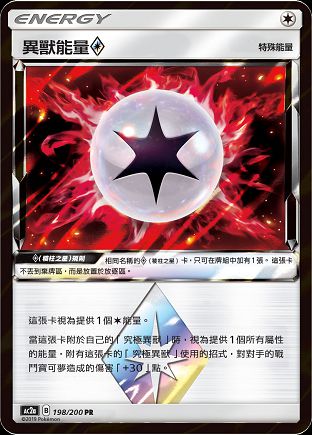 ENERGY
異獸能量◇
特殊能量
◇(稜柱之星)規則 相同名稱的◇(稜柱之星)卡,只可在牌組中加有1張。這張卡
不丟到棄牌區,而是放置於放逐區。
這張卡視為提供1個✶能量。
當這張卡附於自己的「究極異獸」時,視為提供1個所有屬性
的能量,附有這張卡的「究極異獸」使用的招式,對對手的戰
鬥寶可夢造成的傷害「+30」點。
AC2a B 198/200 PR
©2019 Pokémon